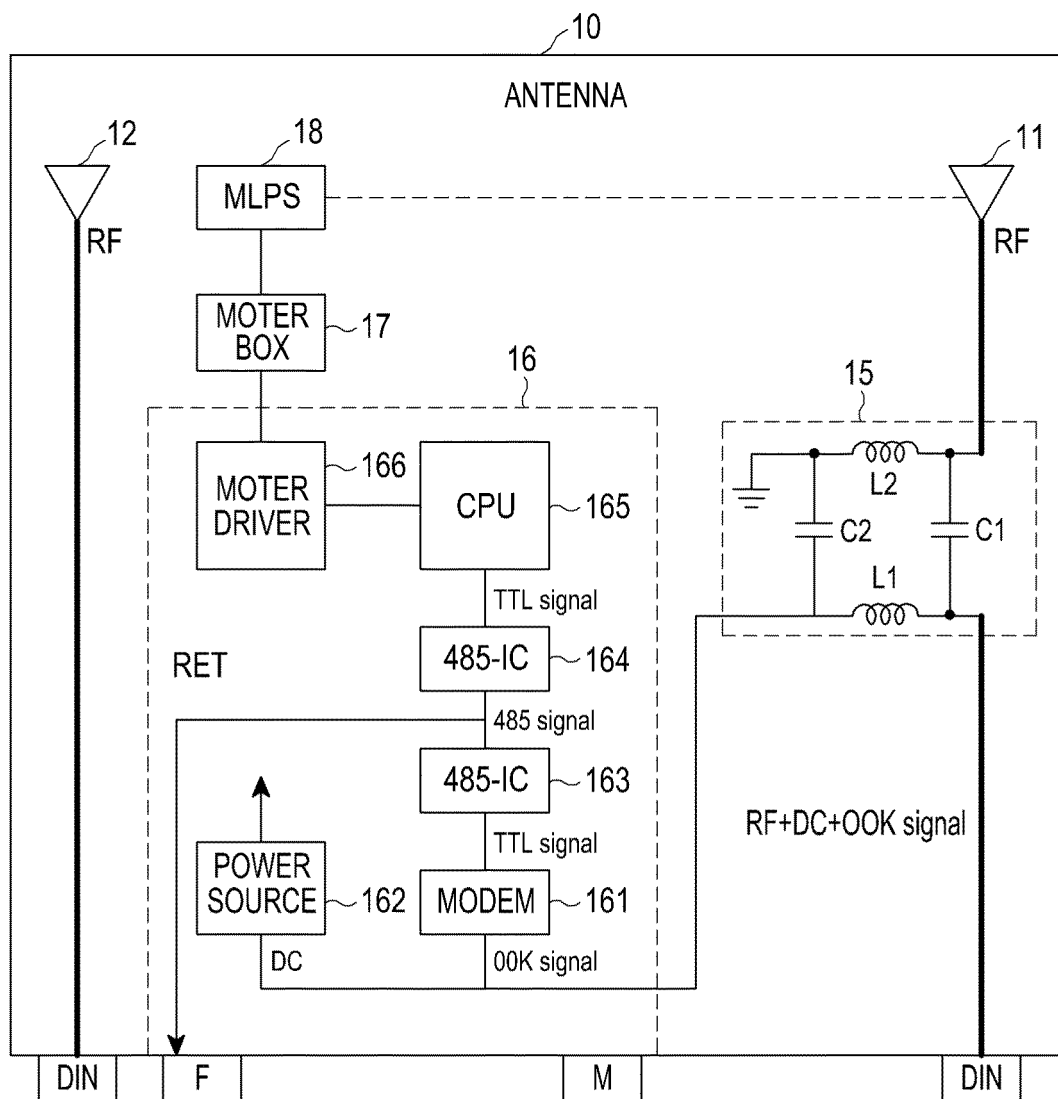 10
ANTENNA
12
18
11
MLPS
RF
RF
MOTER
BOX
17
16
15
166
MOTER
DRIVER
CPU
165
L2
C2
C1
L1
TTL signal
485-IC
164
RET
485 signal
485-IC
163
RF+DC+OOK signal
TTL signal
POWER
SOURCE
162
MODEM
161
DC
00K signal
DIN
F
M
DIN